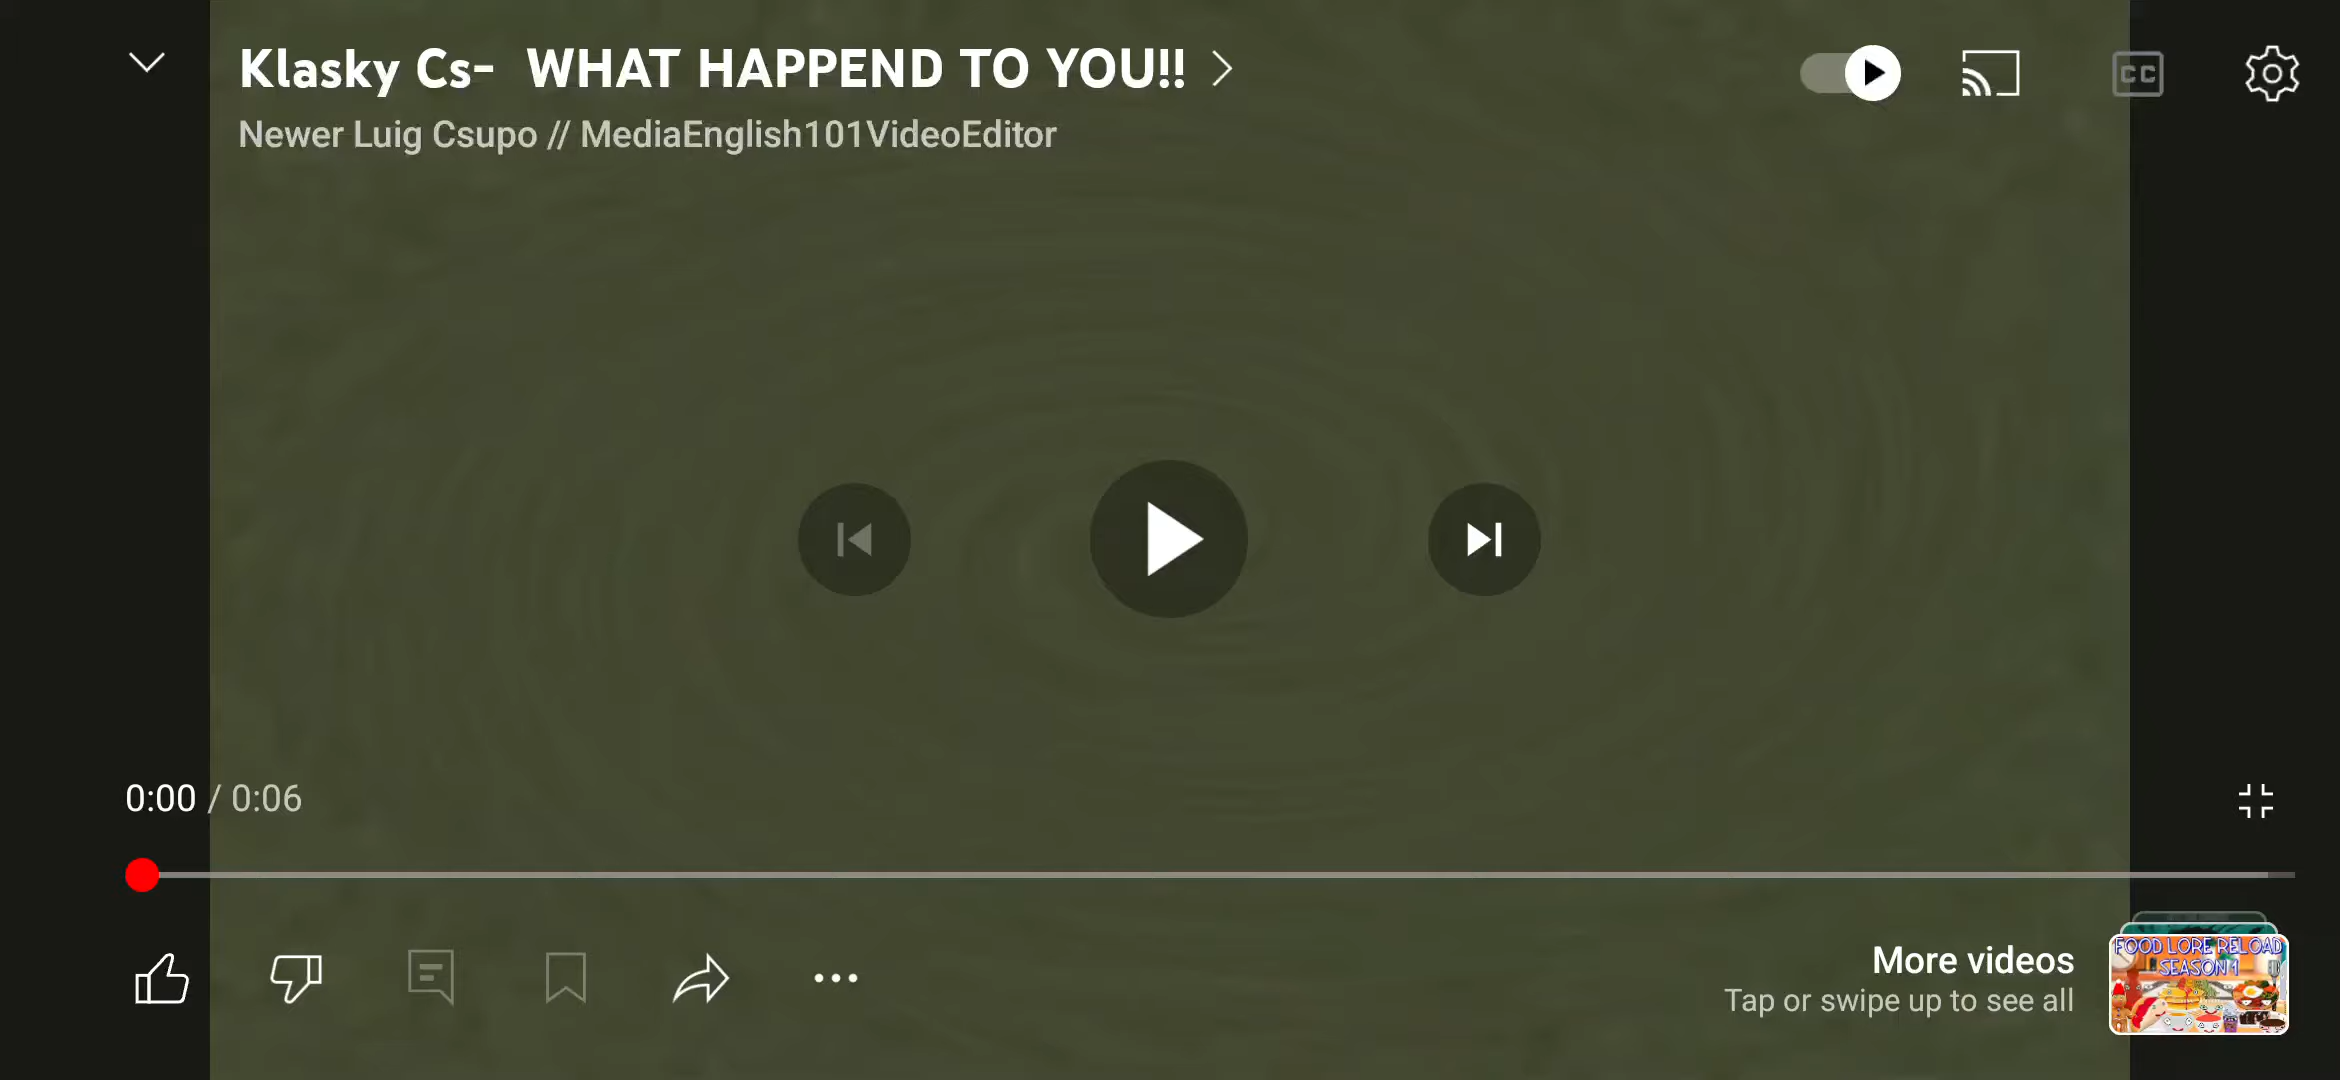 Klasky Cs-  WHAT HAPPEND TO YOU!!
Newer Luig Csupo // MediaEnglish101VideoEditor
CC
0:00 / 0:06
More videos
Tap or swipe up to see all
FOOD LORE RELOAD
SEASON 1